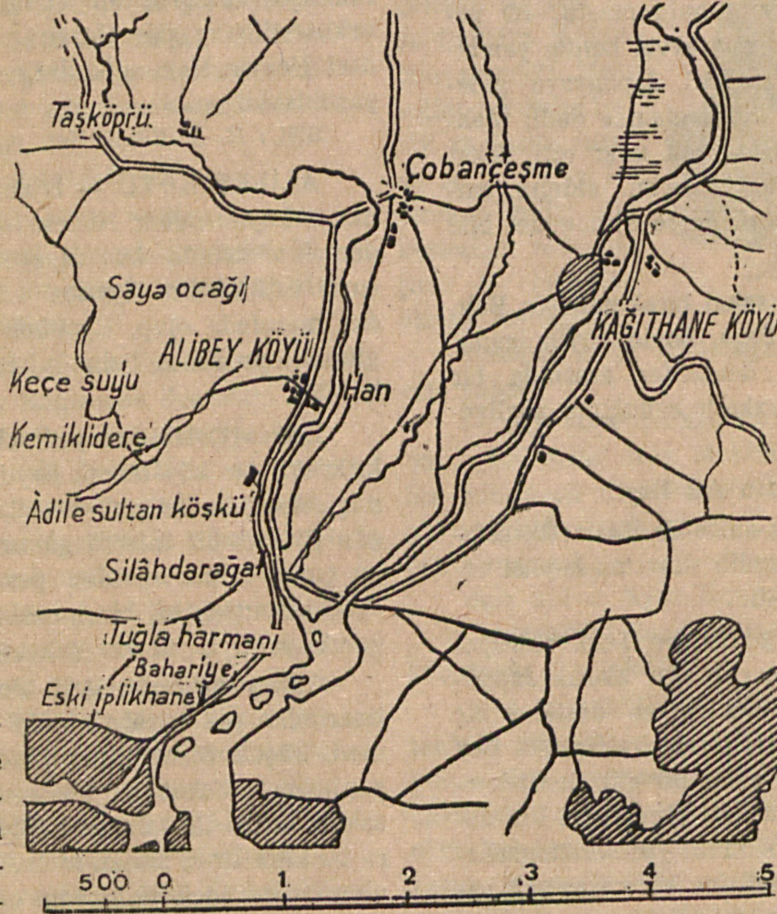 Taşköprü
Çobançeşme
Saya ocağı
KAĞITHANE KÖYÜ
ALİBEY KÖYÜ
Keçe suyu
Han
Kemiklidere
Âdile sultan köşkü
Silâhdarağa
Tuğla harmanı
Bahariye
Eski iplikhane
500 0 1 2 3 4 5